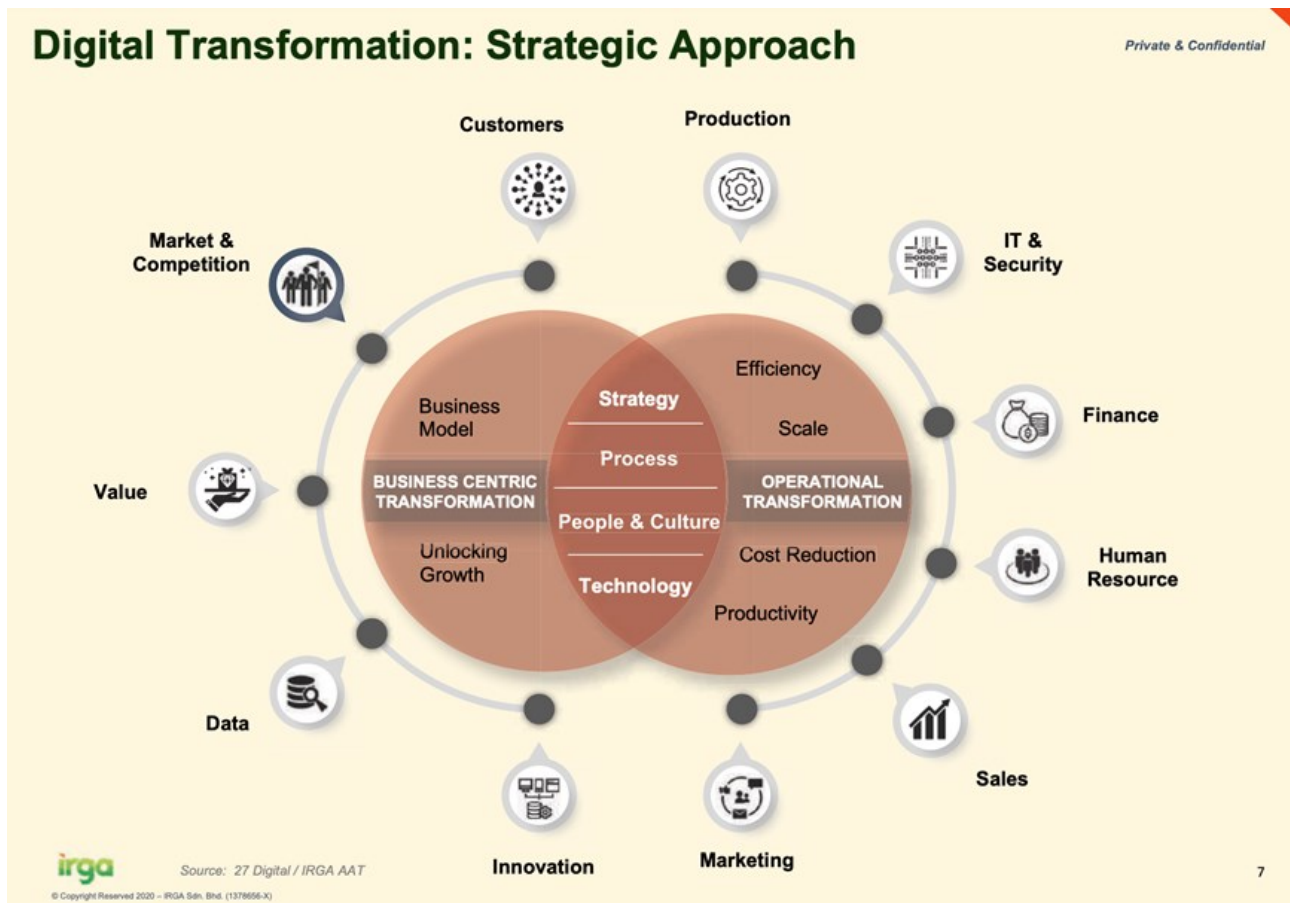 Digital Transformation: Strategic Approach
Private & Confidential
Customers
Production
Market &
Competition
IT &
Security
Efficiency
Business
Model
Strategy
Scale
Finance
Process
Value
BUSINESS CENTRIC
TRANSFORMATION
OPERATIONAL
TRANSFORMATION
People & Culture
Unlocking
Growth
Cost Reduction
Human
Resource
Technology
Productivity
Data
Sales
Innovation
Marketing
irga
Source: 27 Digital / IRGA AAT
7
© Copyright Reserved 2020 – IRGA Sdn. Bhd. (1378656-X)